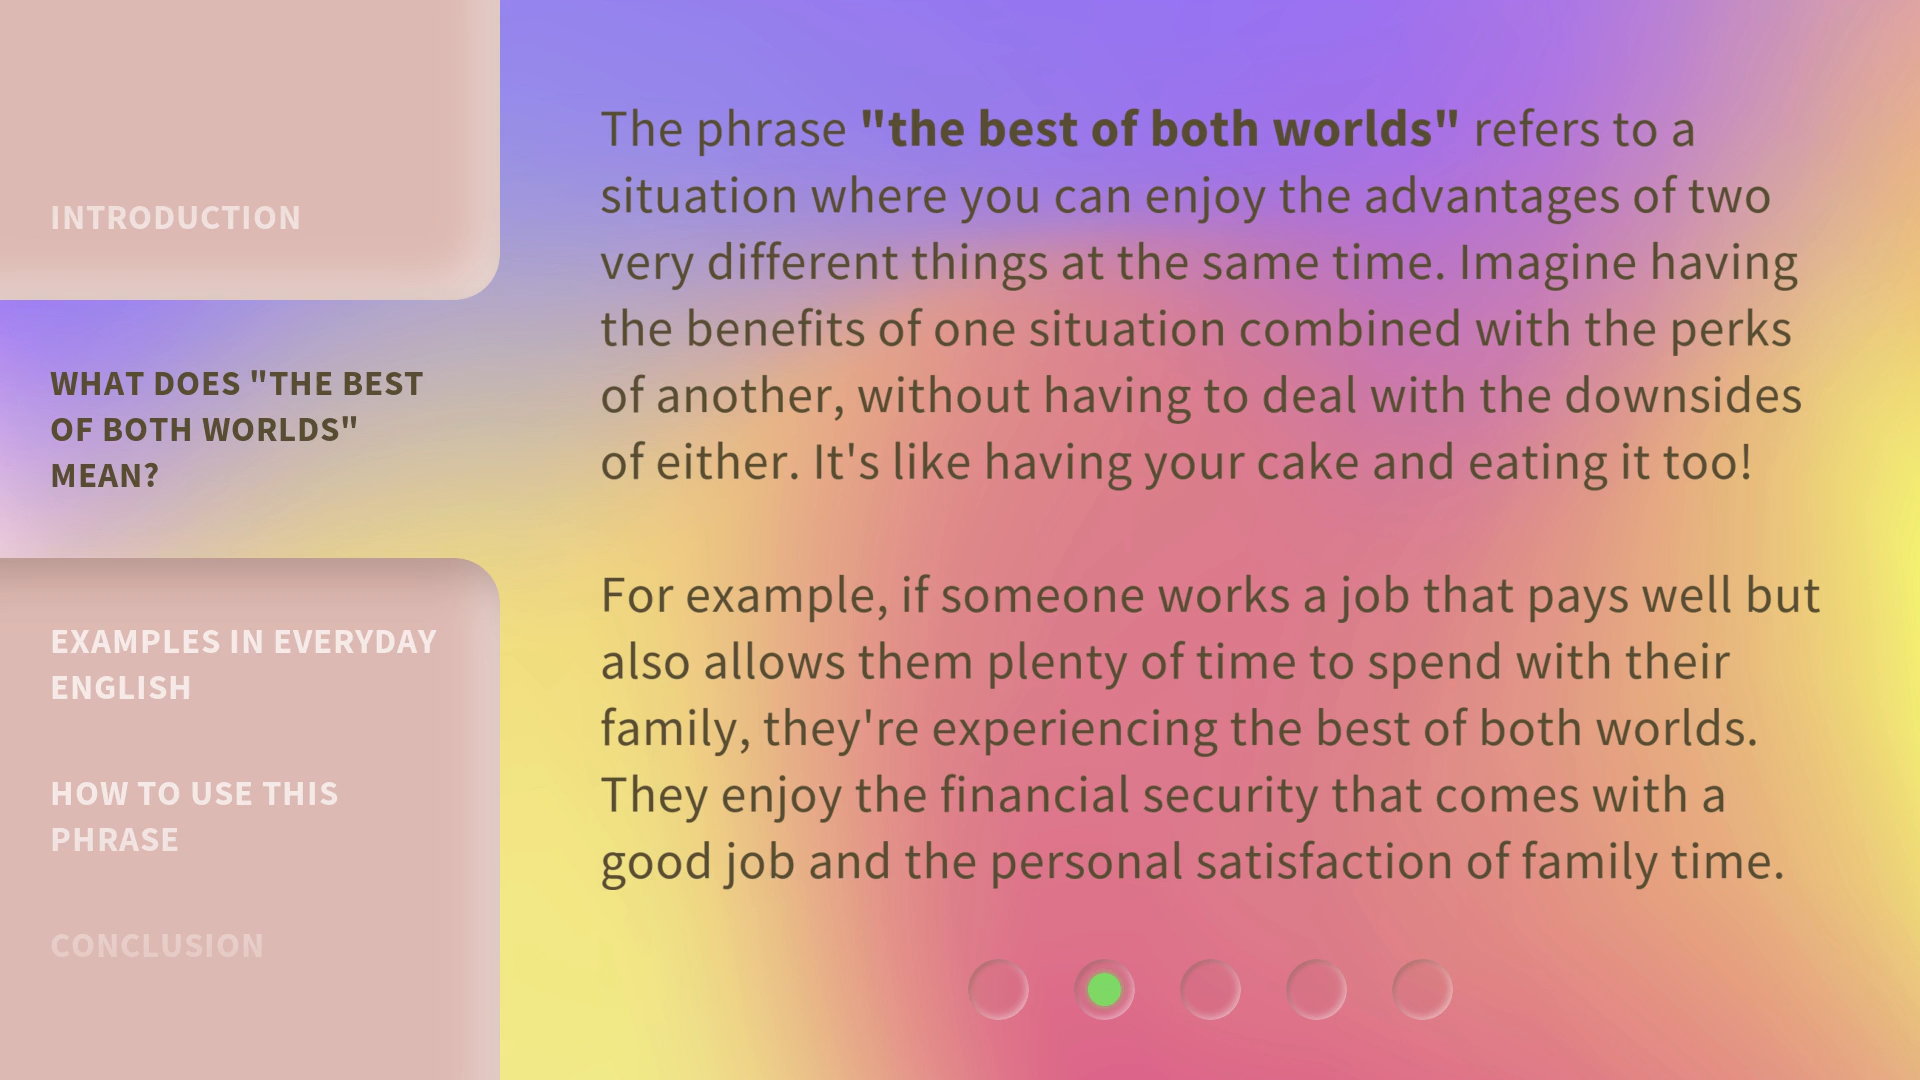 INTRODUCTION
WHAT DOES "THE BEST
OF BOTH WORLDS"
MEAN?
EXAMPLES IN EVERYDAY
ENGLISH
HOW TO USE THIS
PHRASE
CONCLUSION
The phrase "the best of both worlds" refers to a
situation where you can enjoy the advantages of two
very different things at the same time. Imagine having
the benefits of one situation combined with the perks
of another, without having to deal with the downsides
of either. It's like having your cake and eating it too!
For example, if someone works a job that pays well but
also allows them plenty of time to spend with their
family, they're experiencing the best of both worlds.
They enjoy the financial security that comes with a
good job and the personal satisfaction of family time.